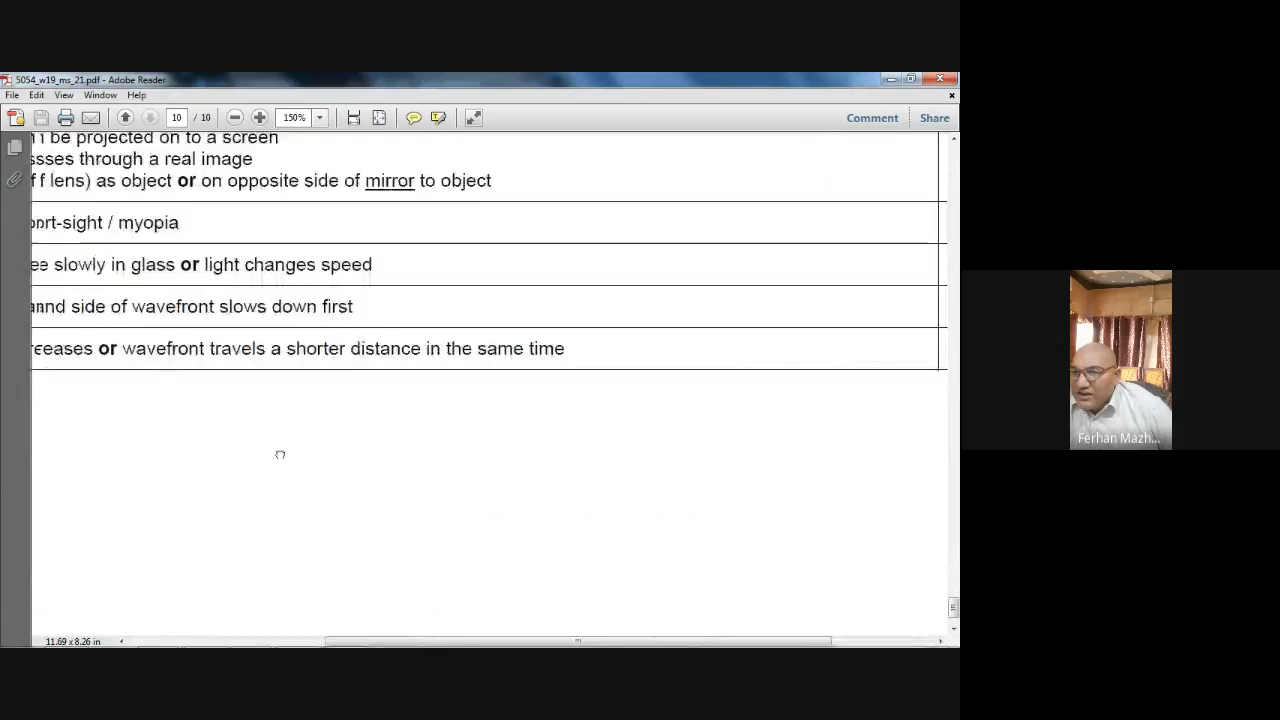 5054_w19_ms_21.pdf - Adobe Reader
File Edit View Window Help
10 / 10
150%
Comment Share
be projected on to a screen
through a real image
lens) as object or on opposite side of mirror to object
/ myopia
slowly in glass or light changes speed
side of wavefront slows down first
or wavefront travels a shorter distance in the same time
11.69 x 8.26 in
Ferhan Mazh...